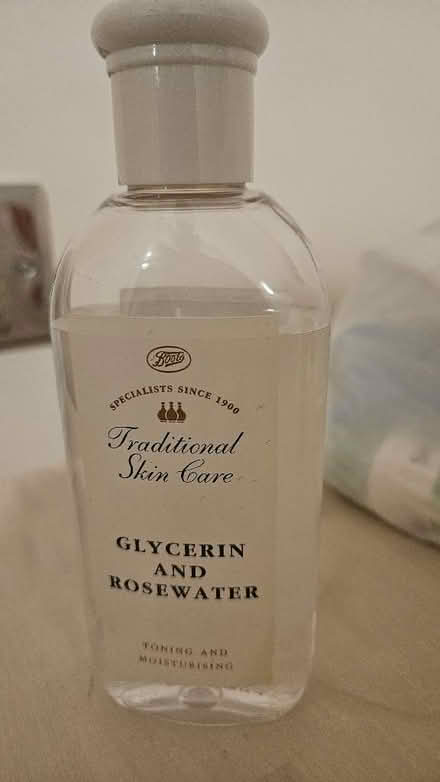 Boots
SPECIALISTS SINCE 1900
Traditional
Skin Care
GLYCERIN
AND
ROSEWATER
TONING AND
MOISTURISING